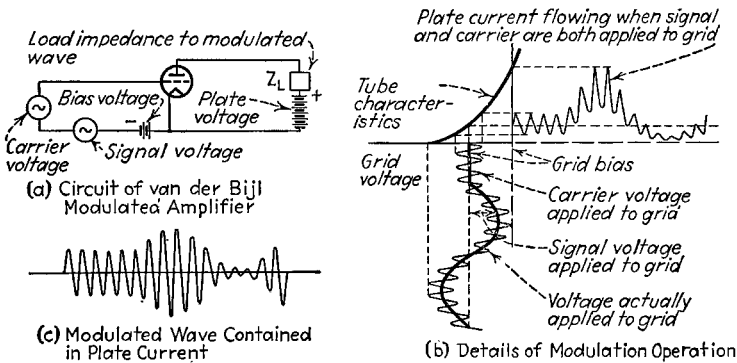 Load impedance to modulated
wave
Z_L
+
Bias voltage,
-
Plate
voltage
Carrier
voltage
Signal voltage
(a) Circuit of van der Bijl
Modulated Amplifier
(c) Modulated Wave Contained
in Plate Current
Plate current flowing when signal
and carrier are both applied to grid
Tube
character-
istics
Grid
voltage
Grid bias
Carrier voltage
applied to grid
Signal voltage
applied to grid
Voltage actually
applied to grid
(b) Details of Modulation Operation